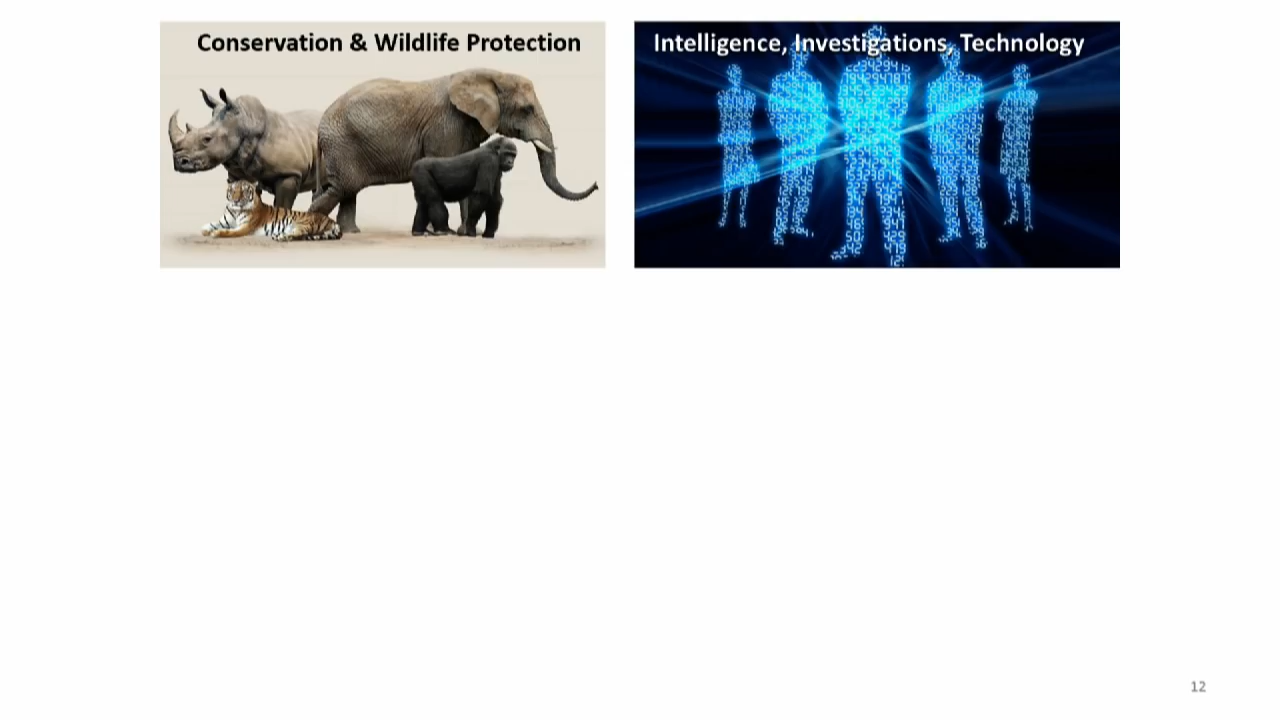 Conservation & Wildlife Protection
Intelligence, Investigations, Technology
12